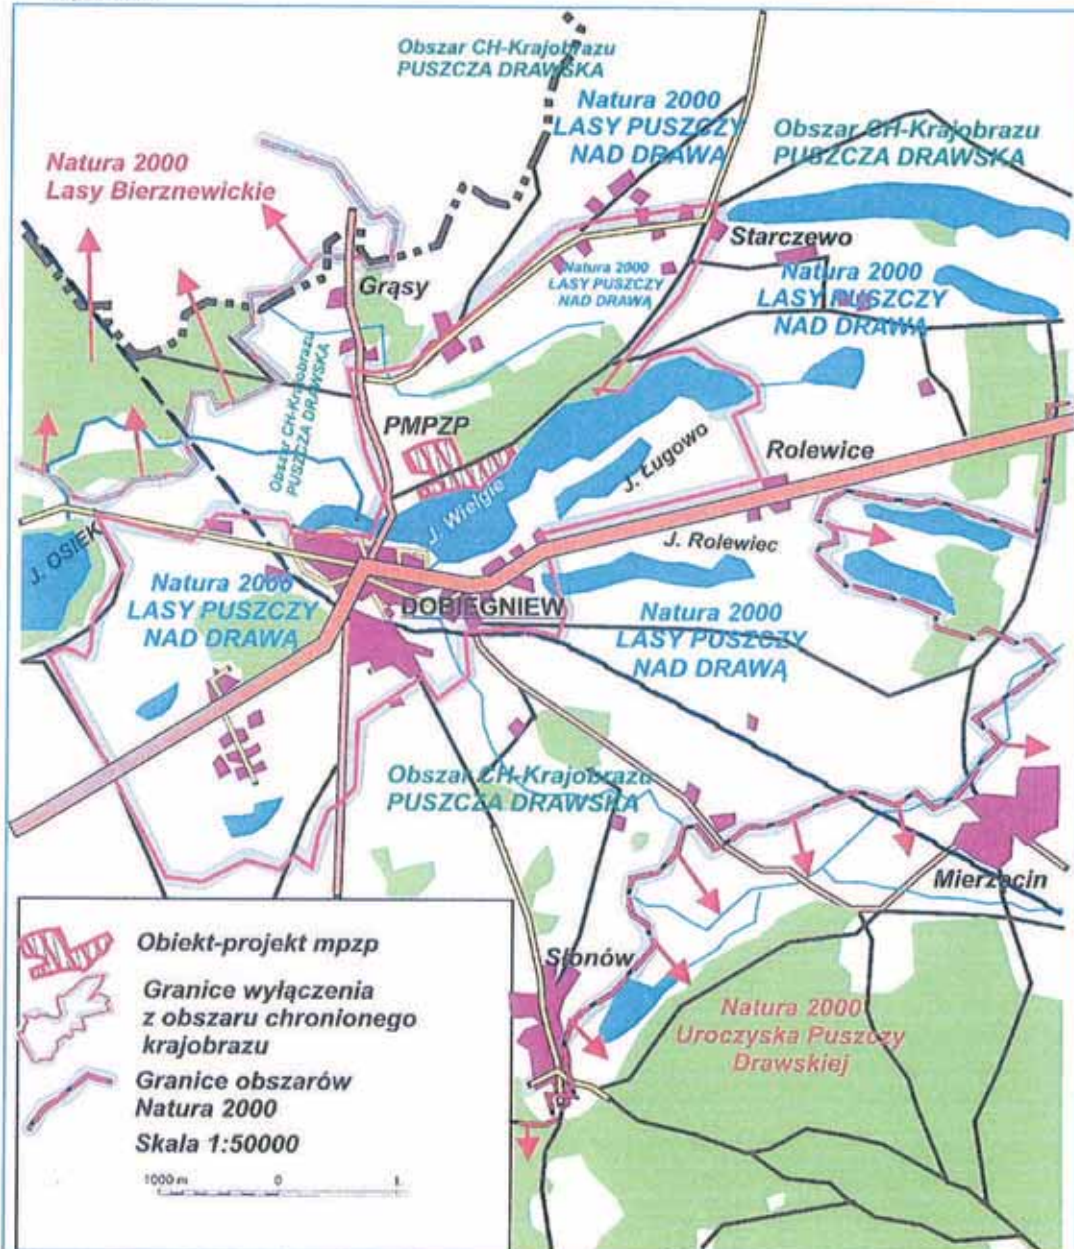 Obszar CH-Krajobrazu
PUSZCZA DRAWSKA
Natura 2000
LASY PUSZCZY
NAD DRAWĄ
Obszar CH-Krajobrazu
PUSZCZA DRAWSKA
Natura 2000
Lasy Bierznewickie
Starczewo
Grąsy
Natura 2000
LASY PUSZCZY
NAD DRAWĄ
Natura 2000
LASY PUSZCZY
NAD DRAWĄ
Obszar CH-Krajobrazu
PUSZCZA DRAWSKA
PMPZP
J. Ługowo
Rolewice
J. Wielgie
J. Rolewiec
J. OSIEK
Natura 2000
LASY PUSZCZY
NAD DRAWĄ
DOBIEGNIEW
Natura 2000
LASY PUSZCZY
NAD DRAWĄ
Obszar CH-Krajobrazu
PUSZCZA DRAWSKA
Mierzęcin
Słonów
Natura 2000
Uroczyska Puszczy
Drawskiej
Obiekt-projekt mpzp
Granice wyłączenia
z obszaru chronionego
krajobrazu
Granice obszarów
Natura 2000
Skala 1:50000
1000 m 0 1